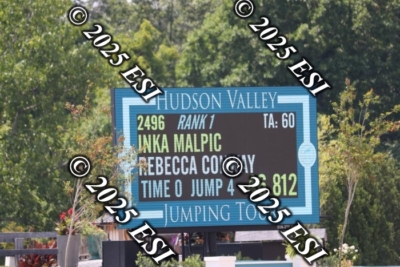 © 2025 ESI
© 2025 ESI
HUDSON VALLEY
2496 RANK 1 TA: 60
INKA MALPIC
REBECCA
TIME 0 JUMP 4 812
JUMPING
© 2025 ESI
© 2025 ESI